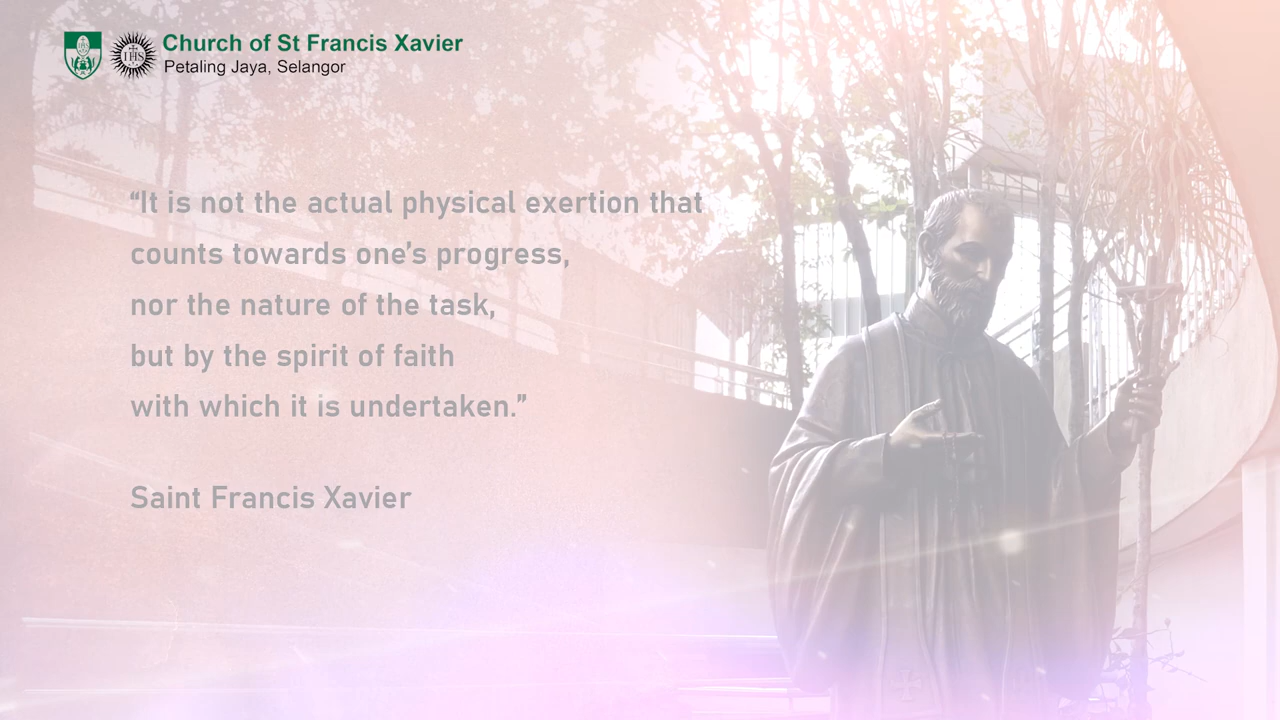 Church of St Francis Xavier
Petaling Jaya, Selangor
IHS
“It is not the actual physical exertion that
counts towards one’s progress,
nor the nature of the task,
but by the spirit of faith
with which it is undertaken.”
Saint Francis Xavier